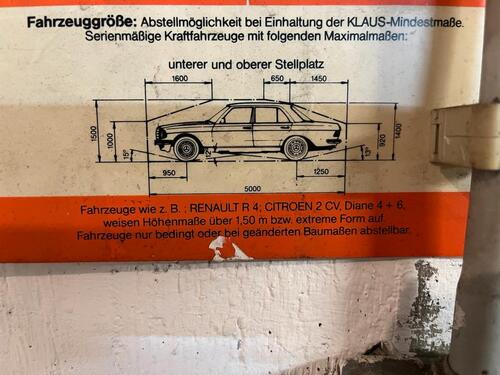 Fahrzeuggröße: Abstellmöglichkeit bei Einhaltung der KLAUS-Mindestmaße.
Serienmäßige Kraftfahrzeuge mit folgenden Maximalmaßen:
unterer und oberer Stellplatz
1600 650 1450
1500 1000 15° 13° 920 1400
950 1250
5000
Fahrzeuge wie z. B.: RENAULT R 4; CITROEN 2 CV, Diane 4 + 6,
weisen Höhenmaße über 1,50 m bzw. extreme Form auf.
Fahrzeuge nur bedingt oder bei geänderten Baumaßen abstellbar.